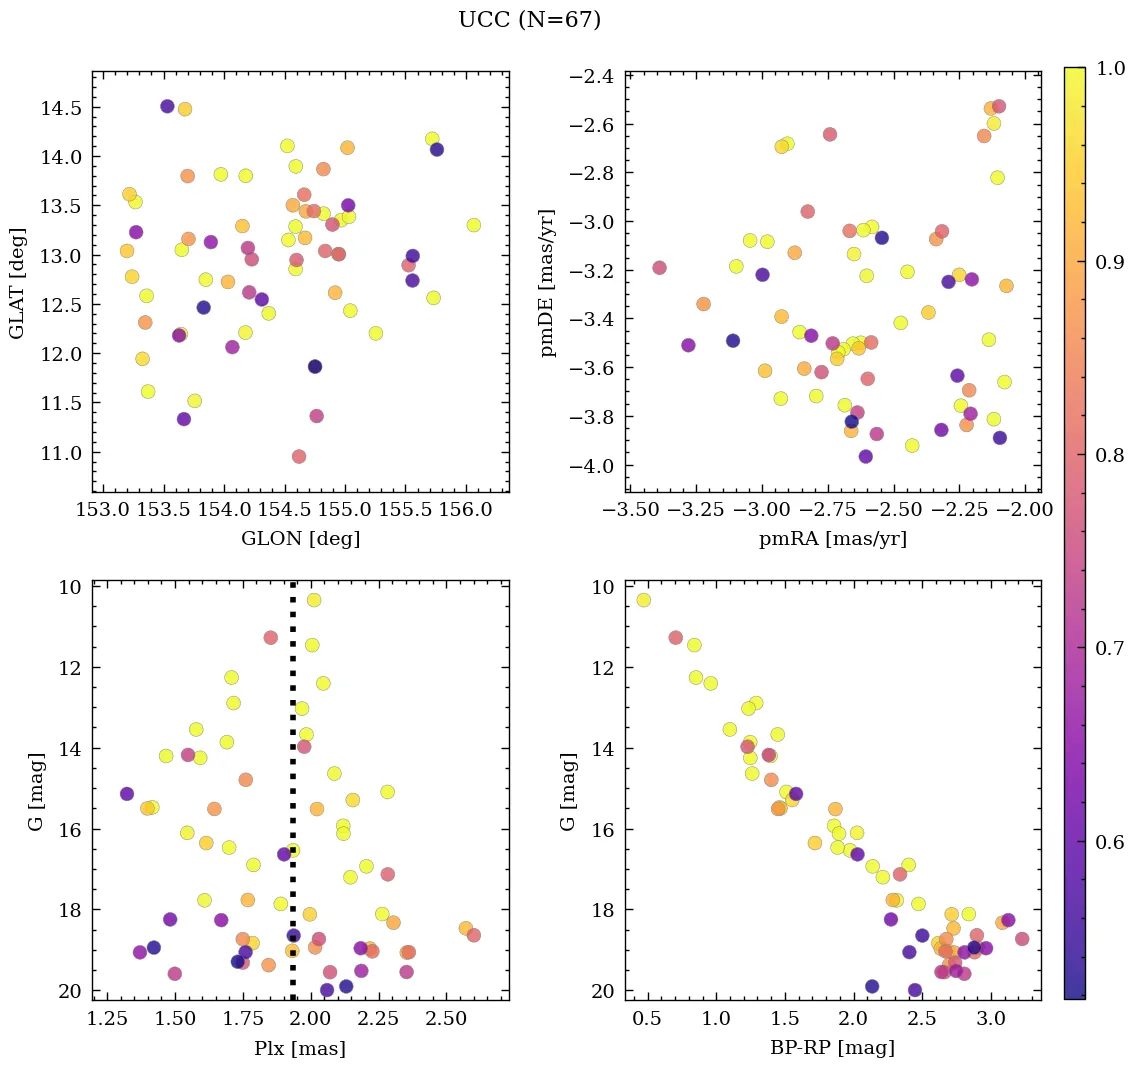 UCC (N=67)
14.5
14.0
13.5
13.0
12.5
12.0
11.5
11.0
GLAT [deg]
153.0 153.5 154.0 154.5 155.0 155.5 156.0
GLON [deg]
−2.4
−2.6
−2.8
−3.0
−3.2
−3.4
−3.6
−3.8
−4.0
pmDE [mas/yr]
−3.50 −3.25 −3.00 −2.75 −2.50 −2.25 −2.00
pmRA [mas/yr]
1.0
0.9
0.8
0.7
0.6
10
12
14
16
18
20
G [mag]
1.25 1.50 1.75 2.00 2.25 2.50
Plx [mas]
10
12
14
16
18
20
G [mag]
0.5 1.0 1.5 2.0 2.5 3.0
BP-RP [mag]